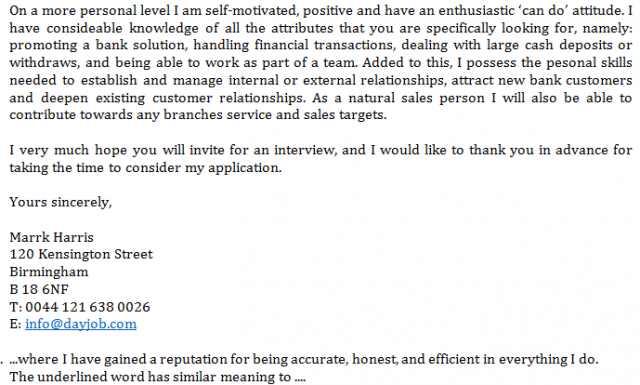 On a more personal level I am self-motivated, positive and have an enthusiastic ‘can do’ attitude. I
have consideable knowledge of all the attributes that you are specifically looking for, namely:
promoting a bank solution, handling financial transactions, dealing with large cash deposits or
withdraws, and being able to work as part of a team. Added to this, I possess the pesonal skills
needed to establish and manage internal or external relationships, attract new bank customers
and deepen existing customer relationships. As a natural sales person I will also be able to
contribute towards any branches service and sales targets.
I very much hope you will invite for an interview, and I would like to thank you in advance for
taking the time to consider my application.
Yours sincerely,
Marrk Harris
120 Kensington Street
Birmingham
B 18 6NF
T: 0044 121 638 0026
E: info@dayjob.com
. ...where I have gained a reputation for being accurate, honest, and efficient in everything I do.
The underlined word has similar meaning to ....